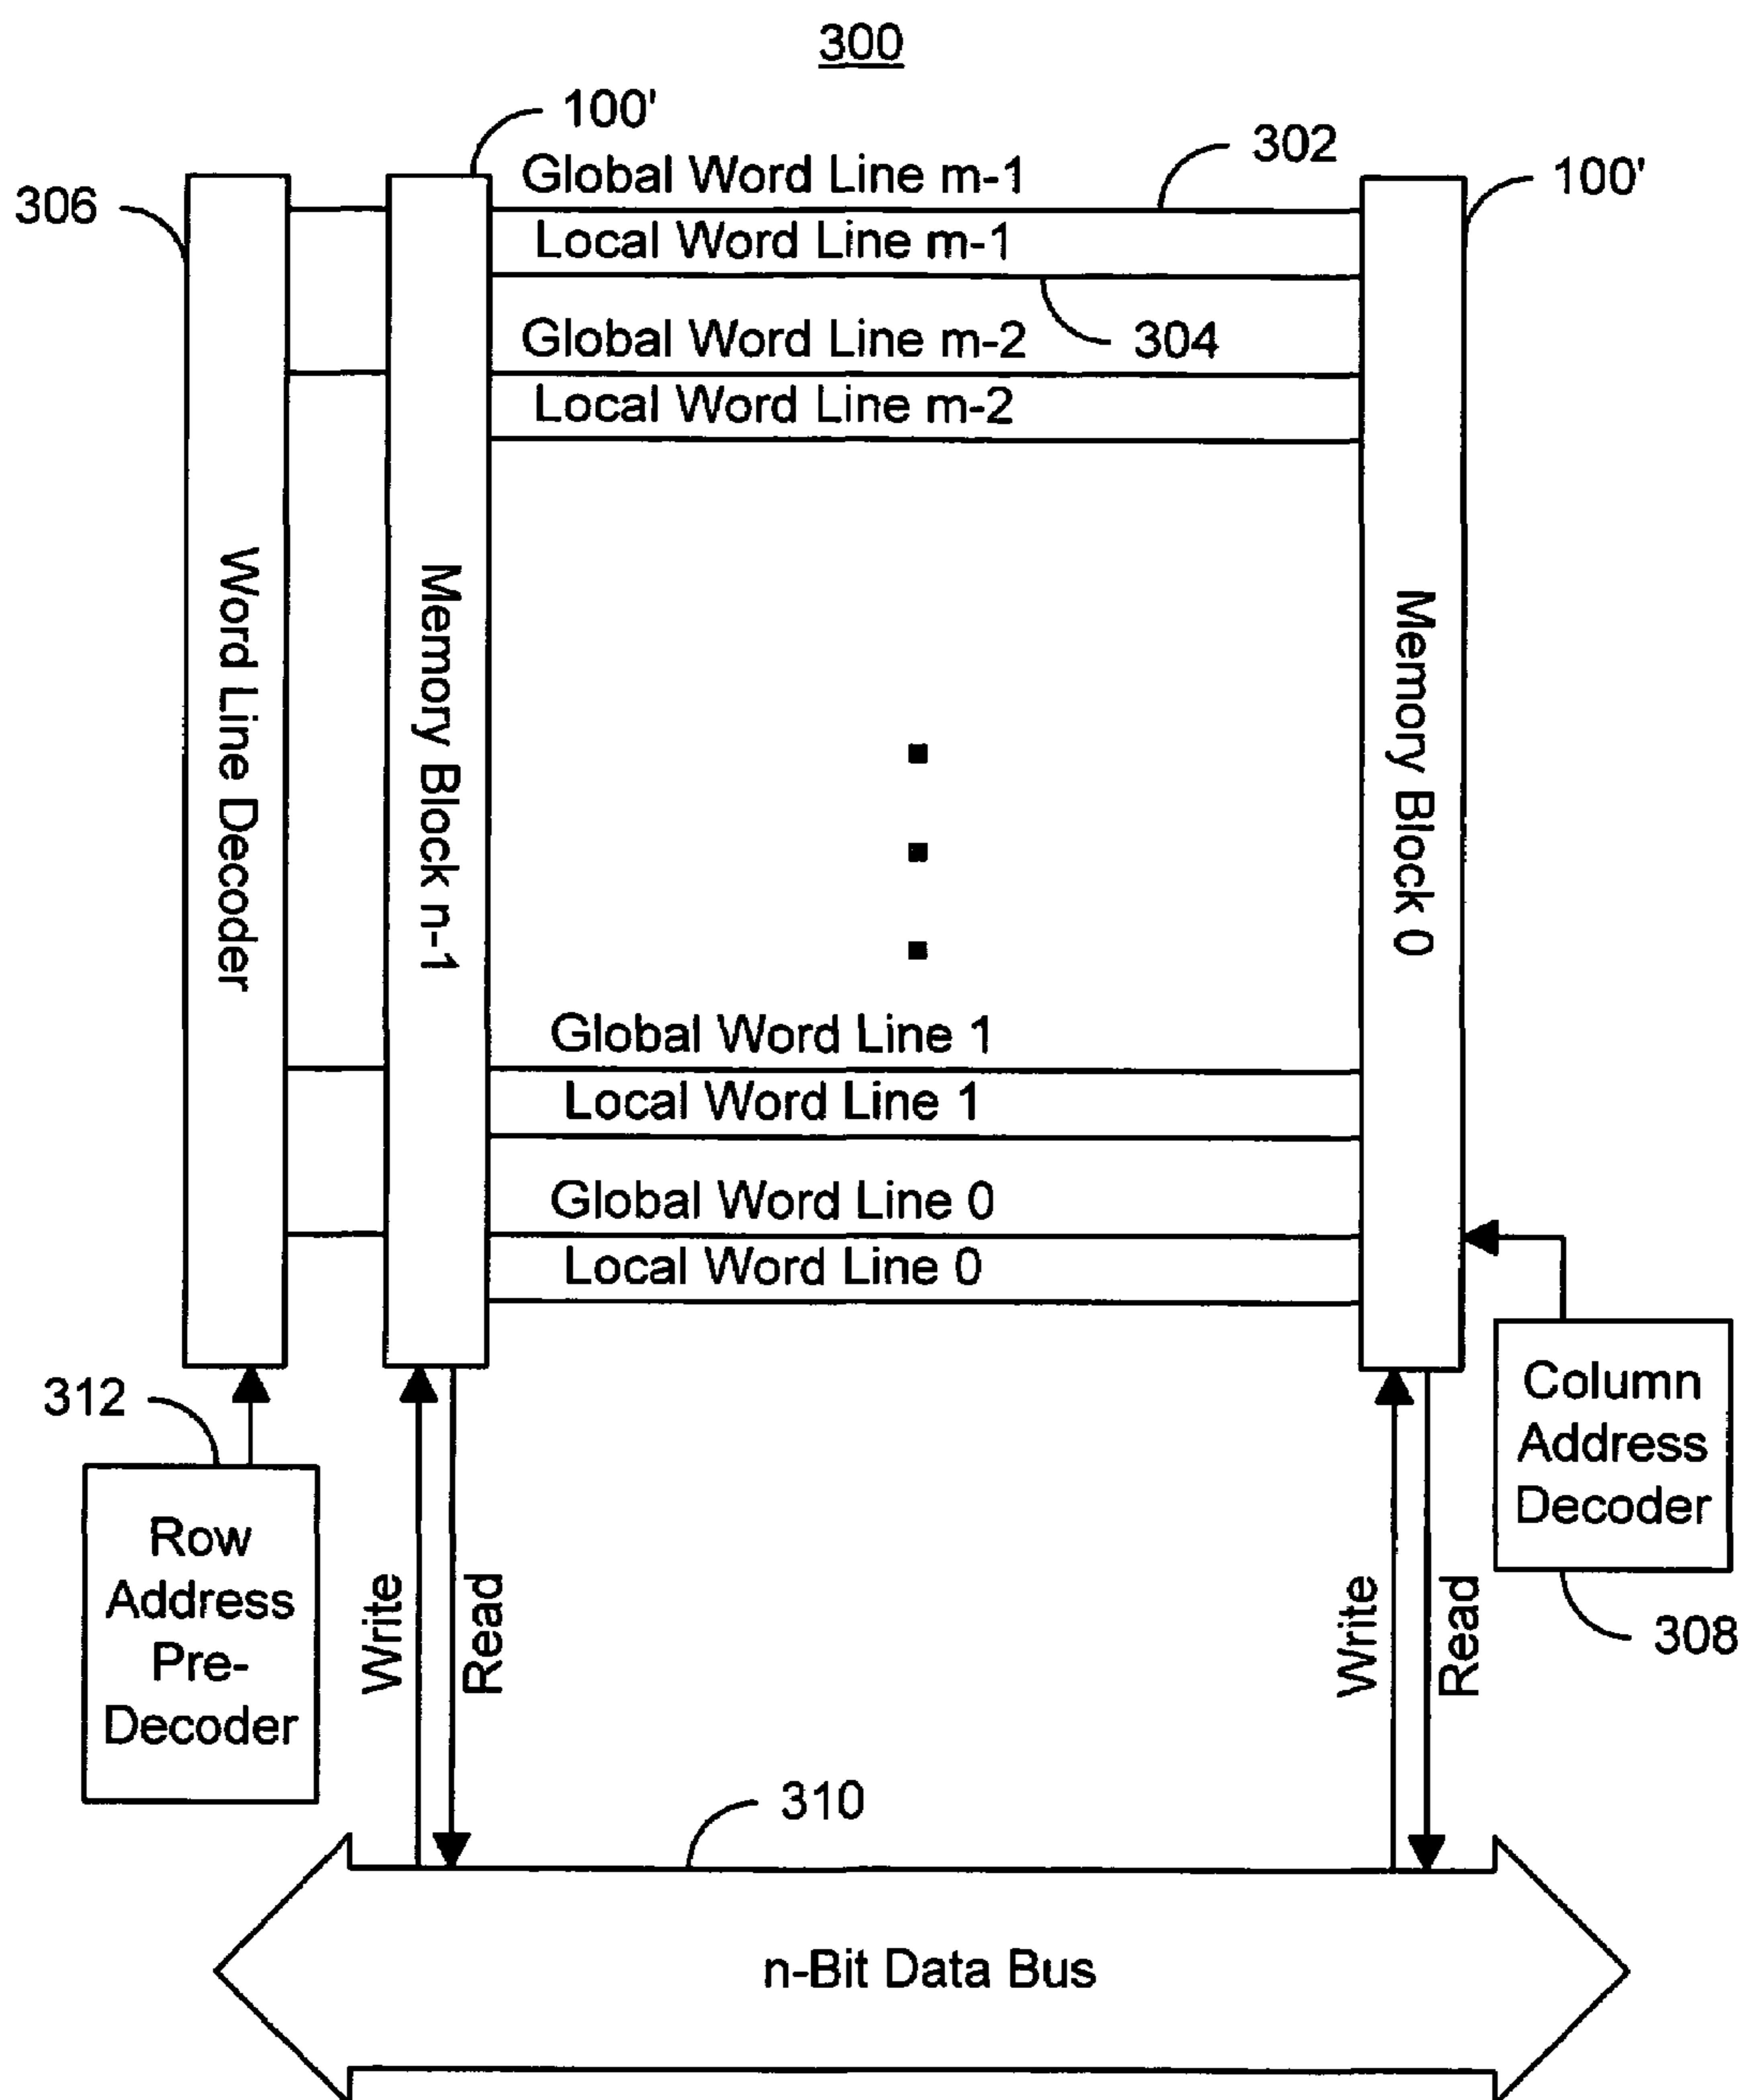 300
100'
Global Word Line m-1
302
100'
306
Local Word Line m-1
304
Global Word Line m-2
Local Word Line m-2
Word Line Decoder
Memory Block n-1
Memory Block 0
Global Word Line 1
Local Word Line 1
Global Word Line 0
Local Word Line 0
312
Row
Address
Pre-
Decoder
Column
Address
Decoder
308
Write
Read
Write
Read
310
n-Bit Data Bus